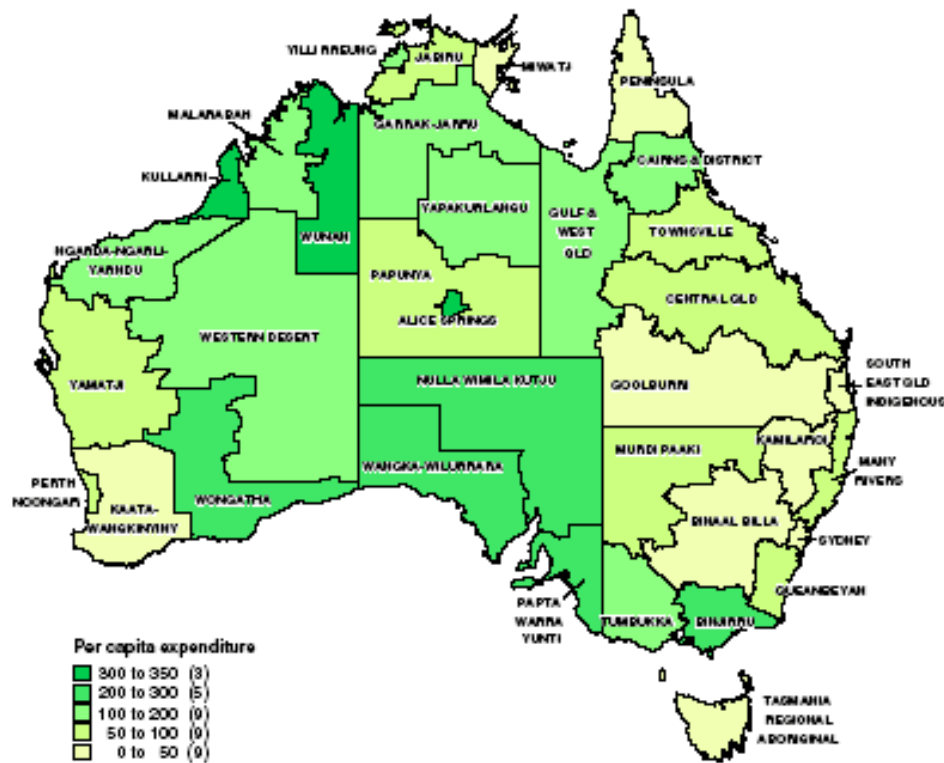 YILLI RREUNG
JABIRU
MIWATJ
PENINSULA
MALARABAH
GARRAK-JARRU
CAIRNS & DISTRICT
KULLARRI
YAPAKURLANGU
GULF &
WEST
QLD
WUNAN
TOWNSVILLE
NGARDA-NGARLI-
YARNDU
PAPUNYA
CENTRAL QLD
ALICE SPRINGS
WESTERN DESERT
SOUTH
EAST QLD
INDIGENOUS
YAMATJI
NULLA WIMILA KUTJU
GOOLBURRI
KAMILAROI
MURDI PAAKI
WANGKA-WILURRARA
MANY
RIVERS
PERTH
NOONGAR
WONGATHA
KAATA-
WANGKINYINY
BINAAL BILLA
SYDNEY
QUEANBEYAN
PAPTA
WARRA
YUNTI
TUMBUKKA
BINJIRRU
Per capita expenditure
300 to 350 (3)
200 to 300 (5)
100 to 200 (9)
50 to 100 (9)
0 to 50 (9)
TASMANIA
REGIONAL
ABORIGINAL